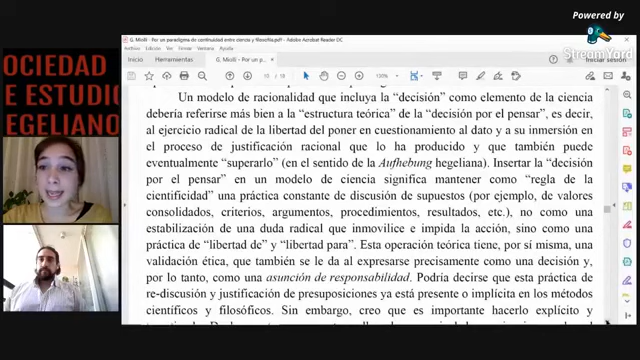 Powered by
StreamYard
OCIEDAD
E ESTUDIO
EGELIANO
G. Miolli - Por un paradigma de continuidad entre ciencia y filosofía.pdf - Adobe Acrobat Reader DC
Archivo Edición Ver Firmar Ventana Ayuda
Inicio Herramientas G. Miolli - Por un p... Iniciar sesión
Un modelo de racionalidad que incluya la “decisión” como elemento de la ciencia
debería referirse más bien a la “estructura teórica” de la “decisión por el pensar”, es decir,
al ejercicio radical de la libertad del poner en cuestionamiento al dato y a su inmersión en
el proceso de justificación racional que lo ha producido y que también puede
eventualmente “superarlo” (en el sentido de la Aufhebung hegeliana). Insertar la “decisión
por el pensar” en un modelo de ciencia significa mantener como “regla de la
cientificidad” una práctica constante de discusión de supuestos (por ejemplo, de valores
consolidados, criterios, argumentos, procedimientos, resultados, etc.), no como una
estabilización de una duda radical que inmovilice e impida la acción, sino como una
práctica de “libertad de” y “libertad para”. Esta operación teórica tiene, por sí misma, una
validación ética, que también se le da al expresarse precisamente como una decisión y,
por lo tanto, como una asunción de responsabilidad. Podría decirse que esta práctica de
re-discusión y justificación de presuposiciones ya está presente o implícita en los métodos
científicos y filosóficos. Sin embargo, creo que es importante hacerlo explícito y